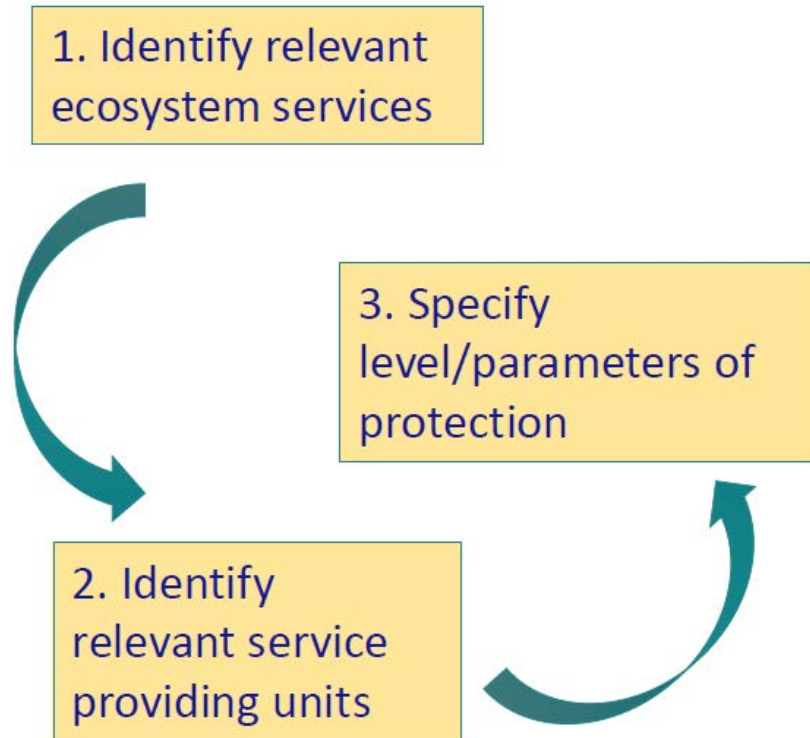 1. Identify relevant
ecosystem services
2. Identify
relevant service
providing units
3. Specify
level/parameters of
protection